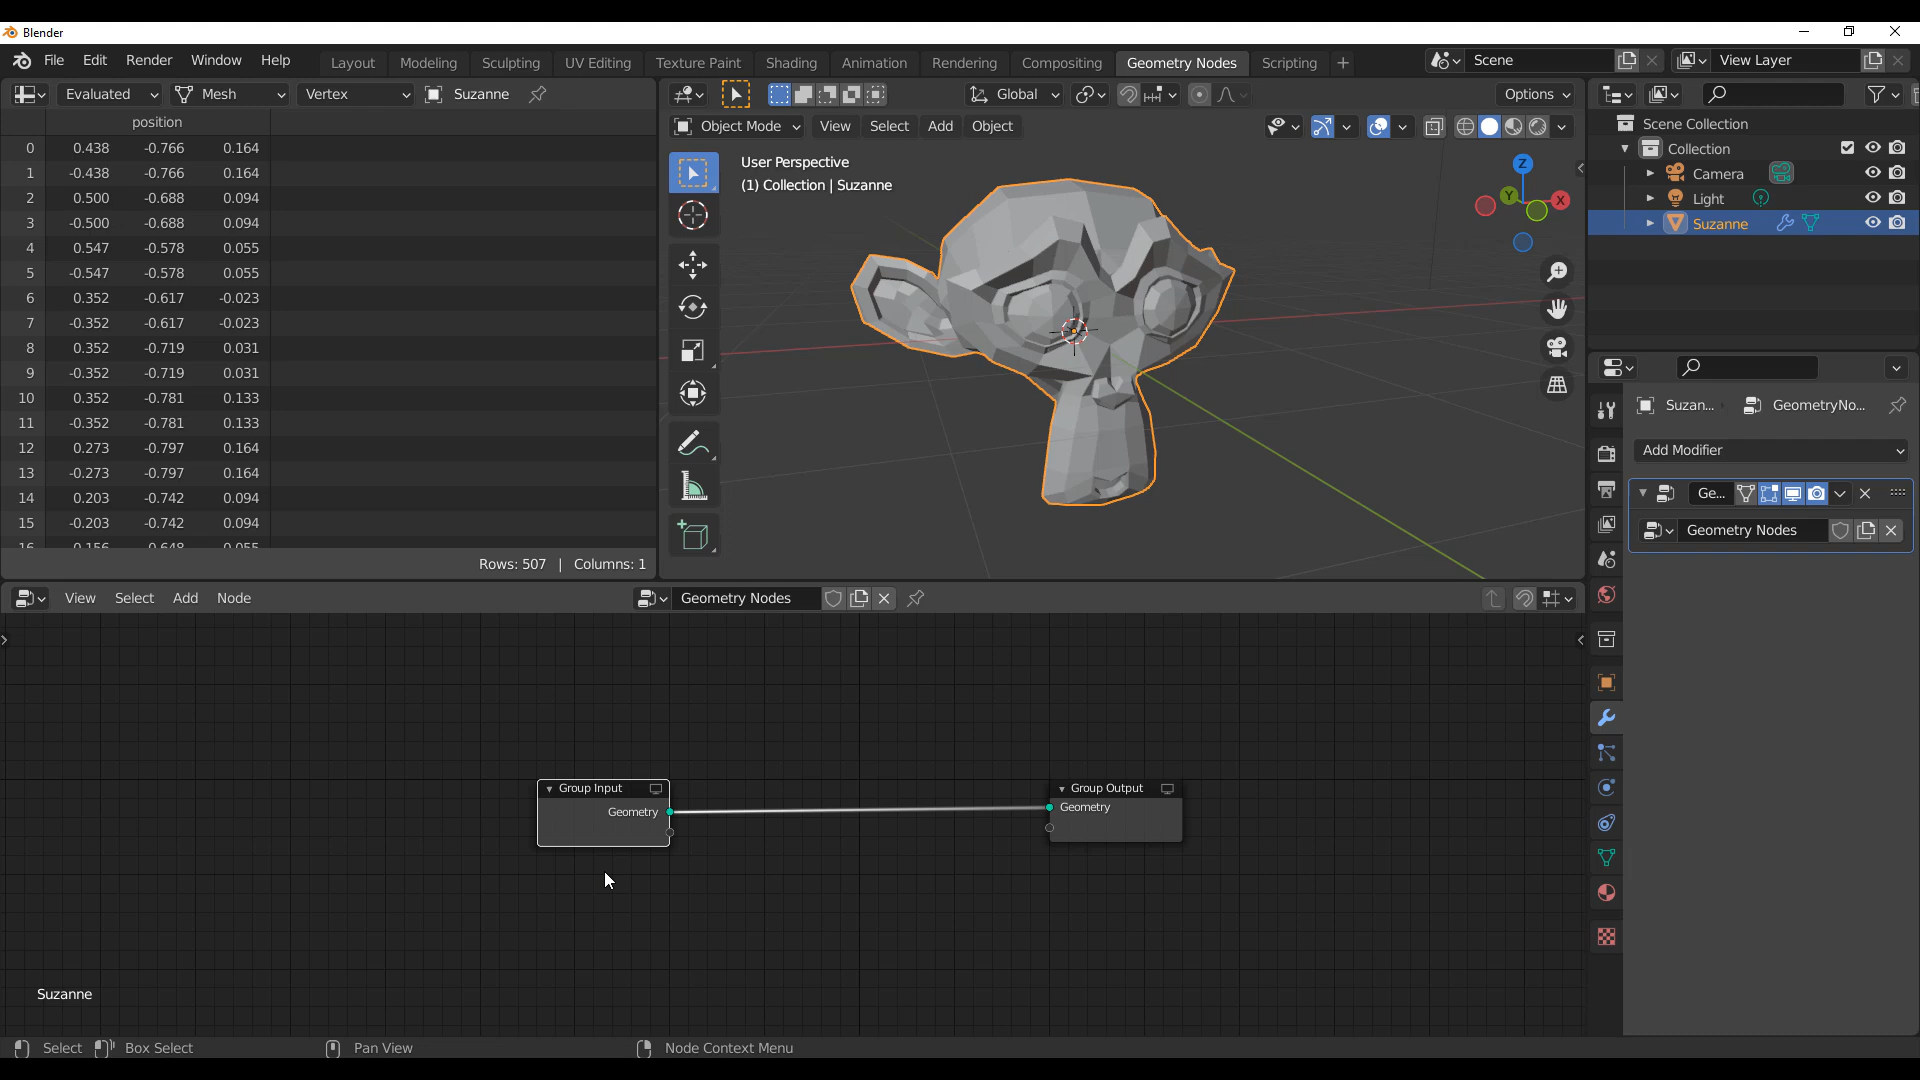 Blender
File Edit Render Window Help Layout Modeling Sculpting UV Editing Texture Paint Shading Animation Rendering Compositing Geometry Nodes Scripting + Scene View Layer
Evaluated Mesh Vertex Suzanne
position
0 0.438 -0.766 0.164
1 -0.438 -0.766 0.164
2 0.500 -0.688 0.094
3 -0.500 -0.688 0.094
4 0.547 -0.578 0.055
5 -0.547 -0.578 0.055
6 0.352 -0.617 -0.023
7 -0.352 -0.617 -0.023
8 0.352 -0.719 0.031
9 -0.352 -0.719 0.031
10 0.352 -0.781 0.133
11 -0.352 -0.781 0.133
12 0.273 -0.797 0.164
13 -0.273 -0.797 0.164
14 0.203 -0.742 0.094
15 -0.203 -0.742 0.094
16 0.156 -0.648 0.055
Rows: 507 | Columns: 1
Global Options
Object Mode View Select Add Object
User Perspective
(1) Collection | Suzanne
Z
Y
X
Scene Collection
Collection
Camera
Light
Suzanne
Suzan... GeometryNo...
Add Modifier
Ge...
Geometry Nodes
View Select Add Node Geometry Nodes
Group Input
Geometry
Group Output
Geometry
Suzanne
Select Box Select Pan View Node Context Menu